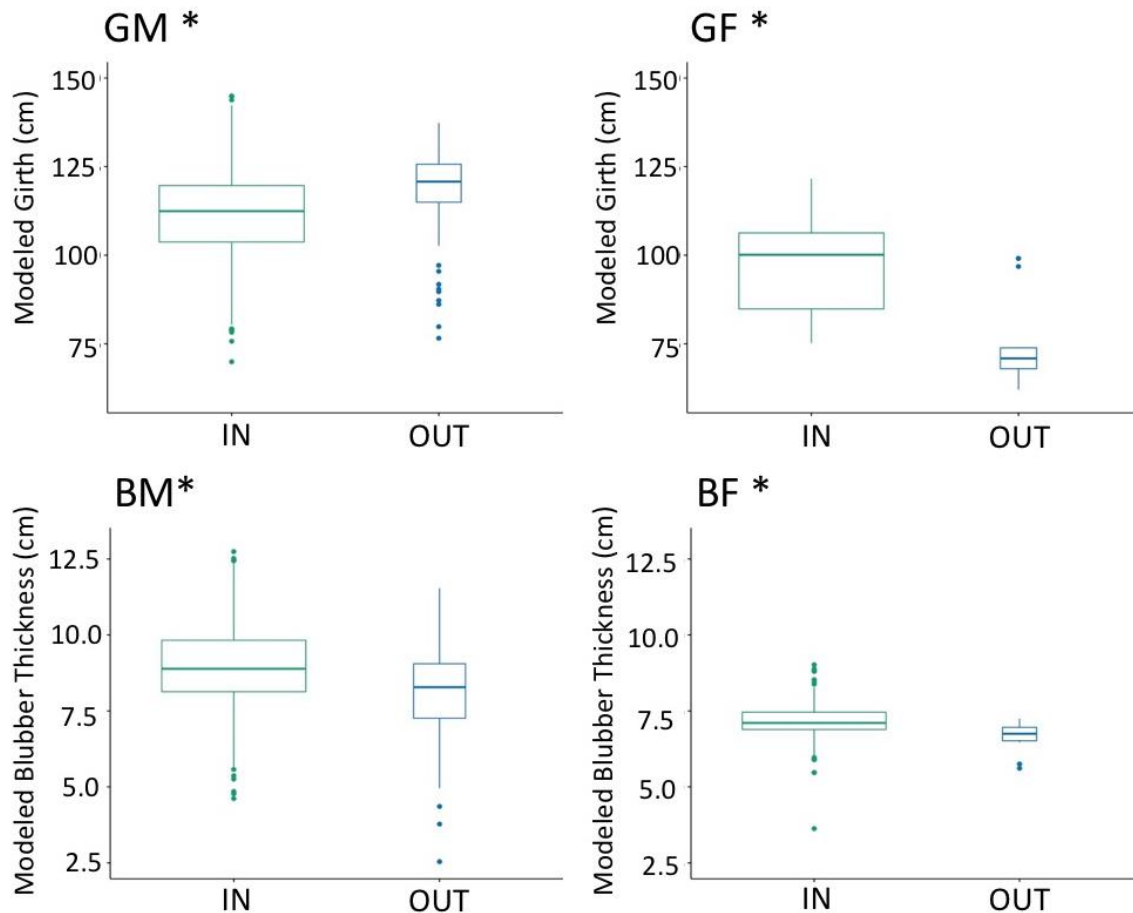 GM *
Modeled Girth (cm)
150
125
100
75
IN OUT
GF *
Modeled Girth (cm)
150
125
100
75
IN OUT
BM*
Modeled Blubber Thickness (cm)
12.5
10.0
7.5
5.0
2.5
IN OUT
BF *
Modeled Blubber Thickness (cm)
12.5
10.0
7.5
5.0
2.5
IN OUT